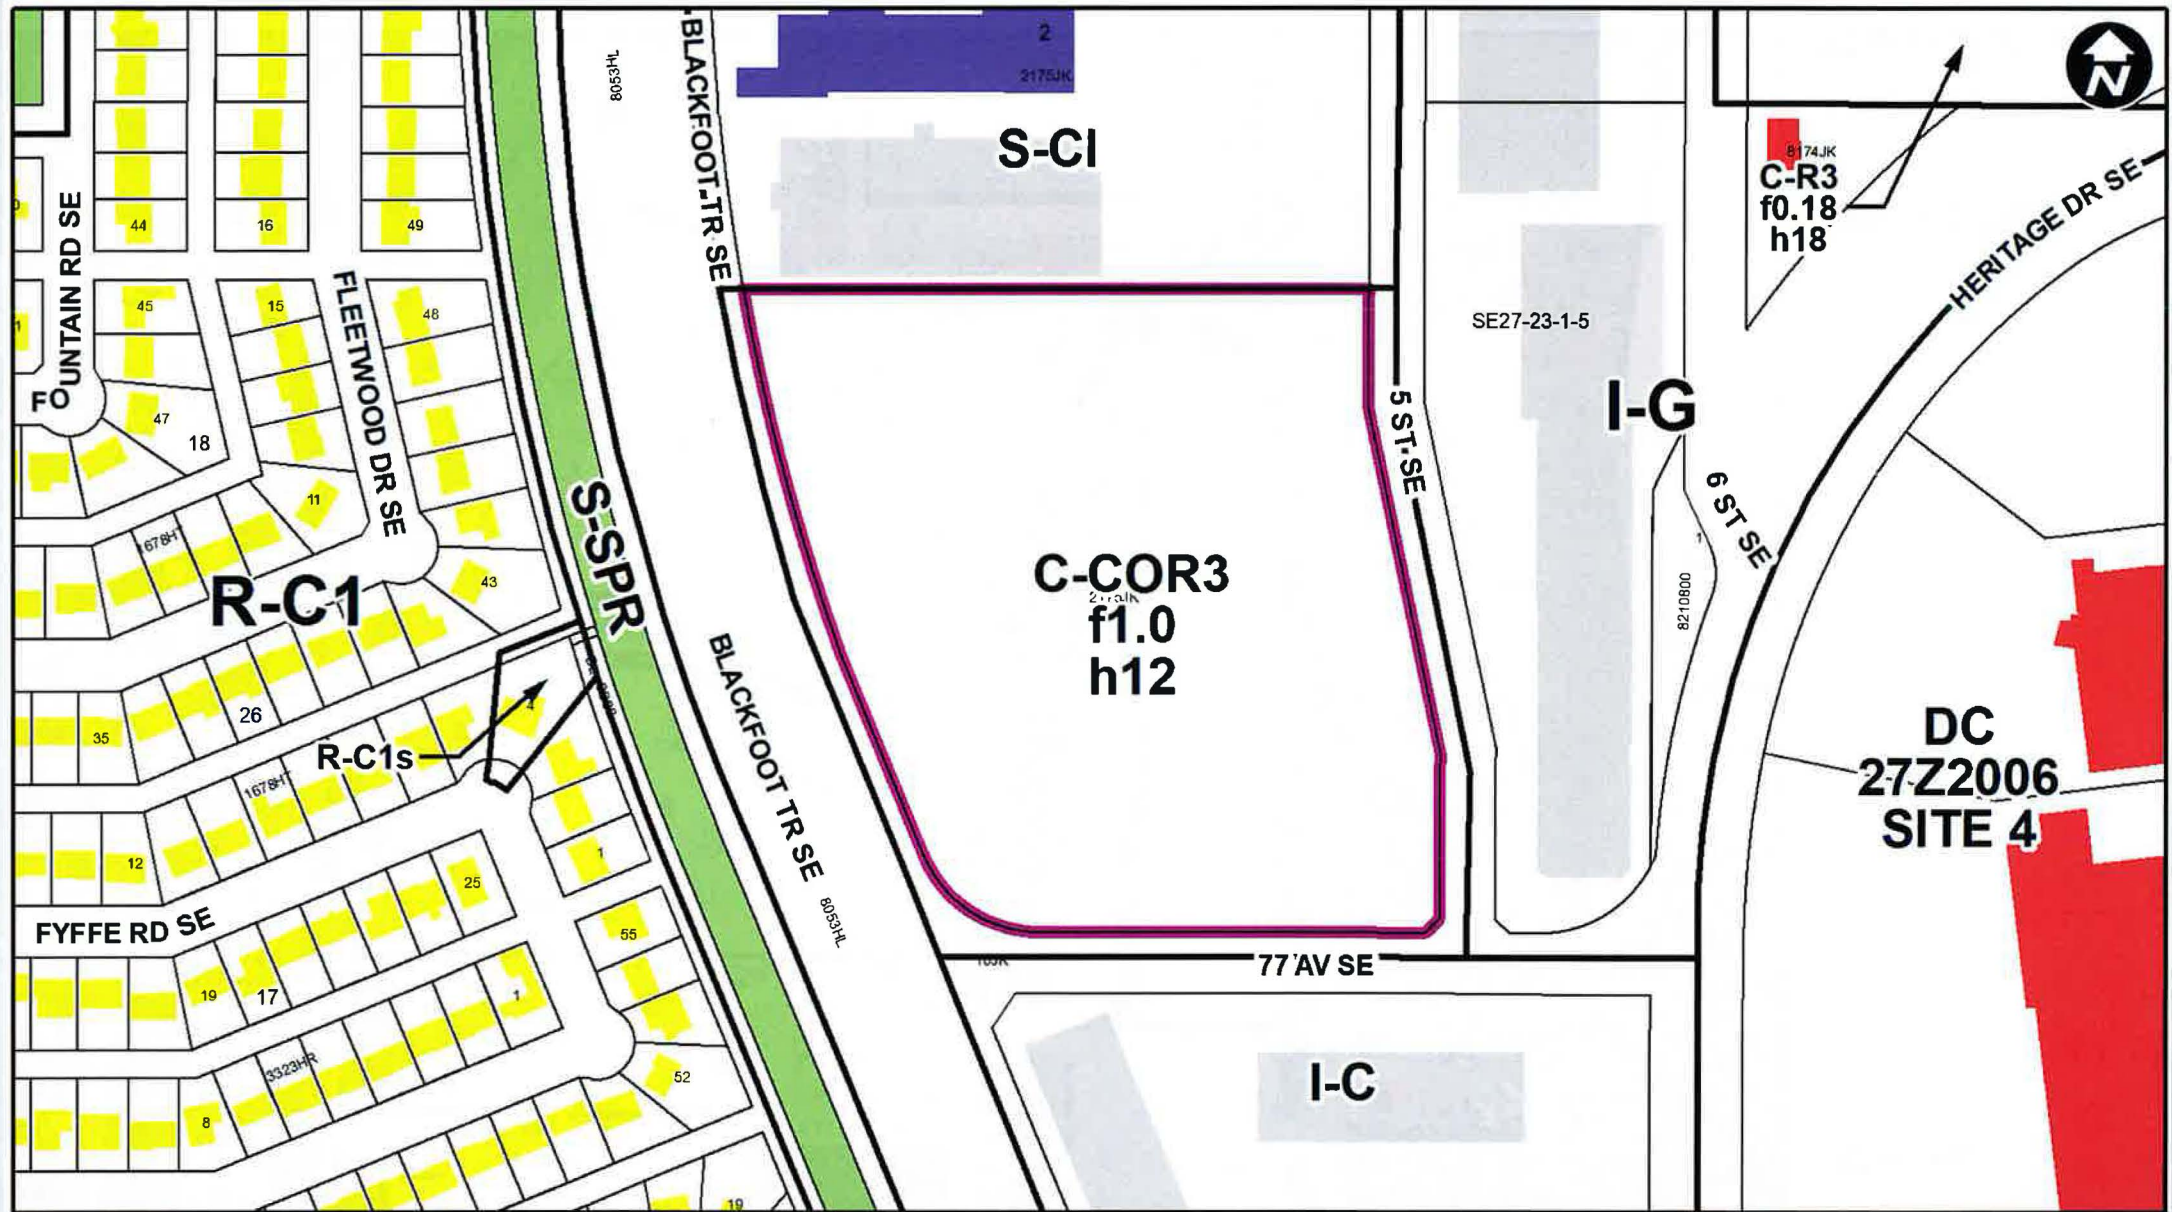 2
2175JK
N
8053HL
BLACKFOOT TR SE
S-CI
8174JK
C-R3
f0.18
h18
HERITAGE DR SE
44
16
49
FOUNTAIN RD SE
45
15
48
FLEETWOOD DR SE
47
18
11
SE27-23-1-5
5 ST SE
I-G
6 ST SE
1
8210800
S-SPR
1678HT
R-C1
43
C-COR3
f1.0
h12
26
35
4
R-C1s
1678HT
BLACKFOOT TR SE
8053HL
DC
27Z2006
SITE 4
12
1
25
FYFFE RD SE
55
19
17
1
77 AV SE
3323HR
52
8
I-C
19